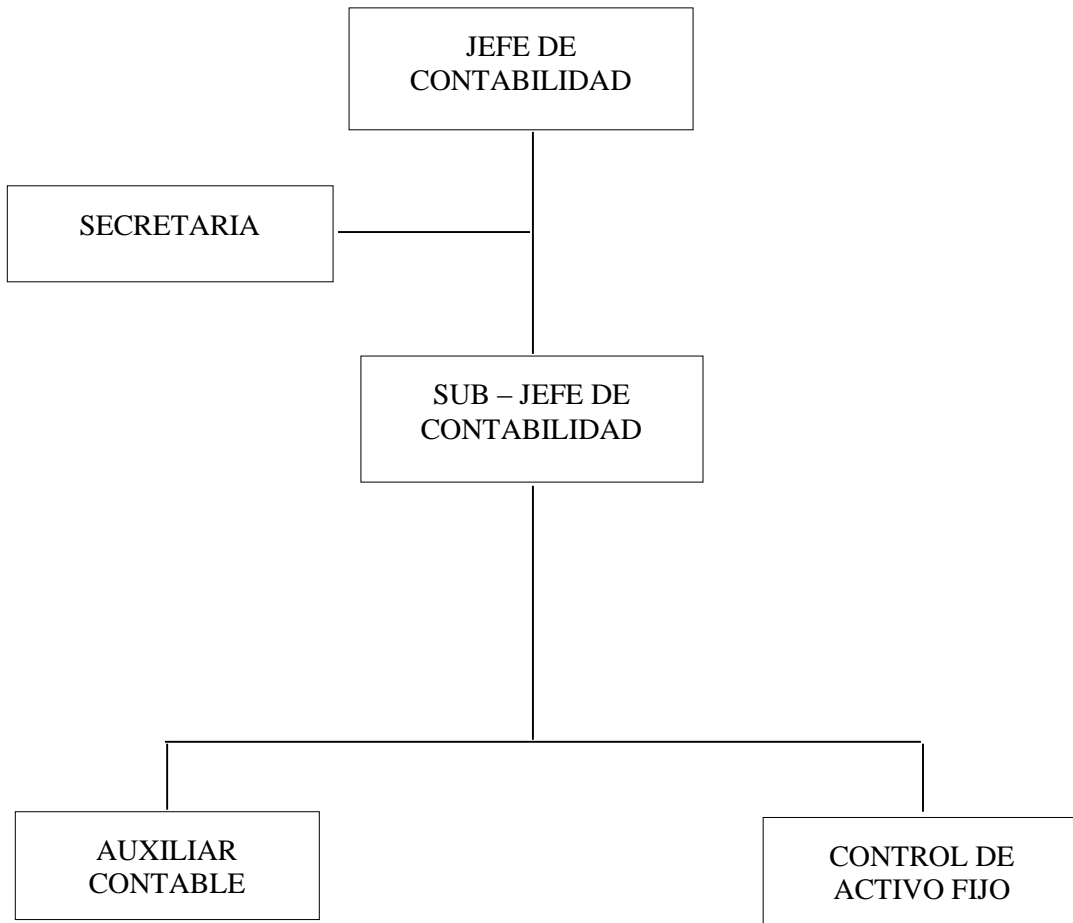 JEFE DE
CONTABILIDAD
SECRETARIA
SUB – JEFE DE
CONTABILIDAD
AUXILIAR
CONTABLE
CONTROL DE
ACTIVO FIJO